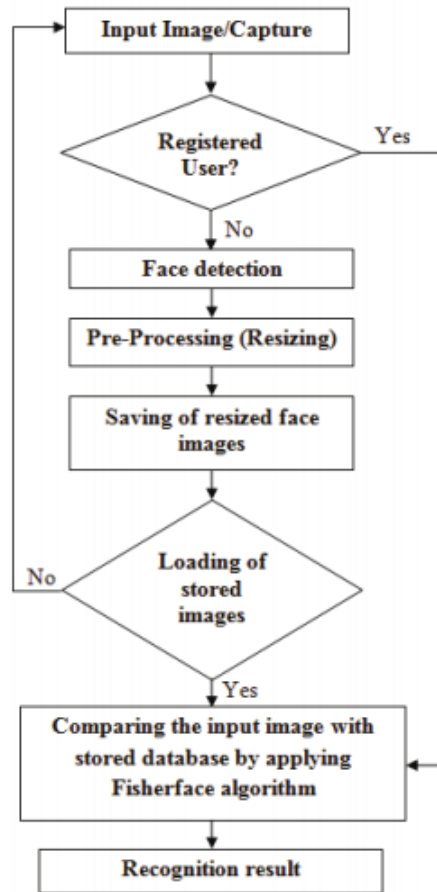 Input Image/Capture
Registered
User?
Yes
No
Face detection
Pre-Processing (Resizing)
Saving of resized face
images
Loading of
stored
images
No
Yes
Comparing the input image with
stored database by applying
Fisherface algorithm
Recognition result